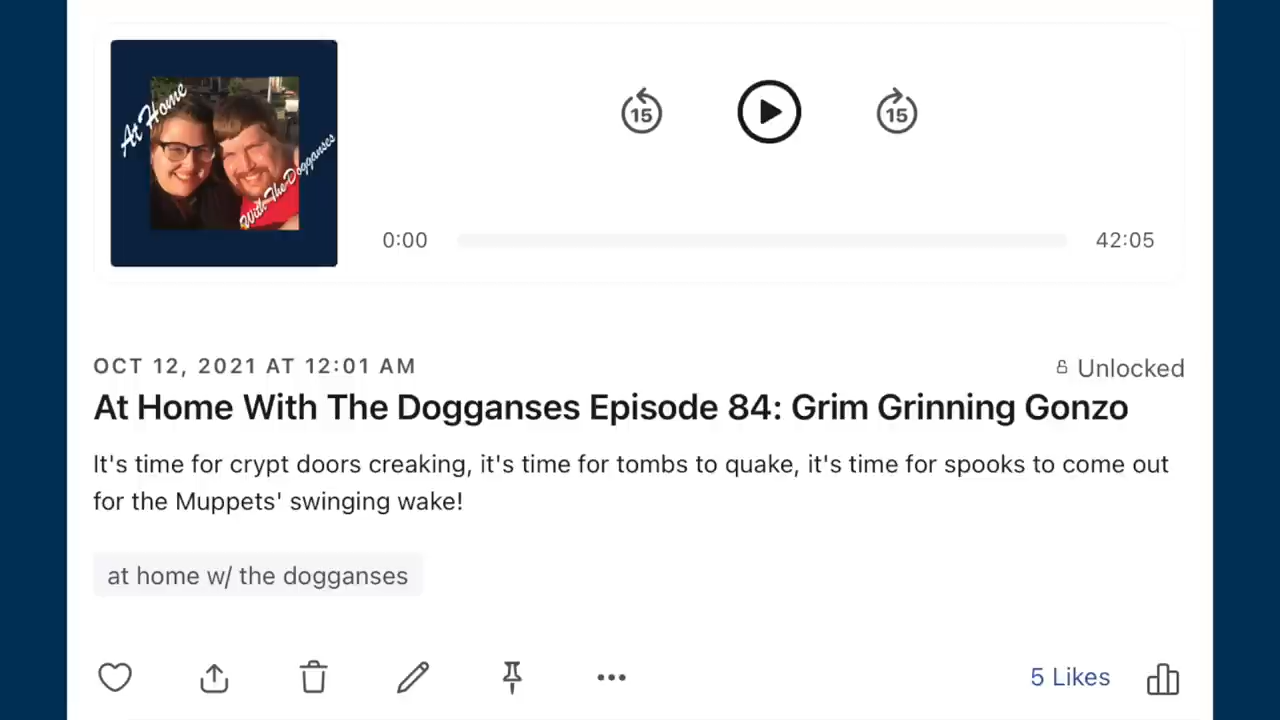 At Home
With The Dogganses
15
15
0:00
42:05
OCT 12, 2021 AT 12:01 AM
Unlocked
At Home With The Dogganses Episode 84: Grim Grinning Gonzo
It's time for crypt doors creaking, it's time for tombs to quake, it's time for spooks to come out
for the Muppets' swinging wake!
at home w/ the dogganses
5 Likes